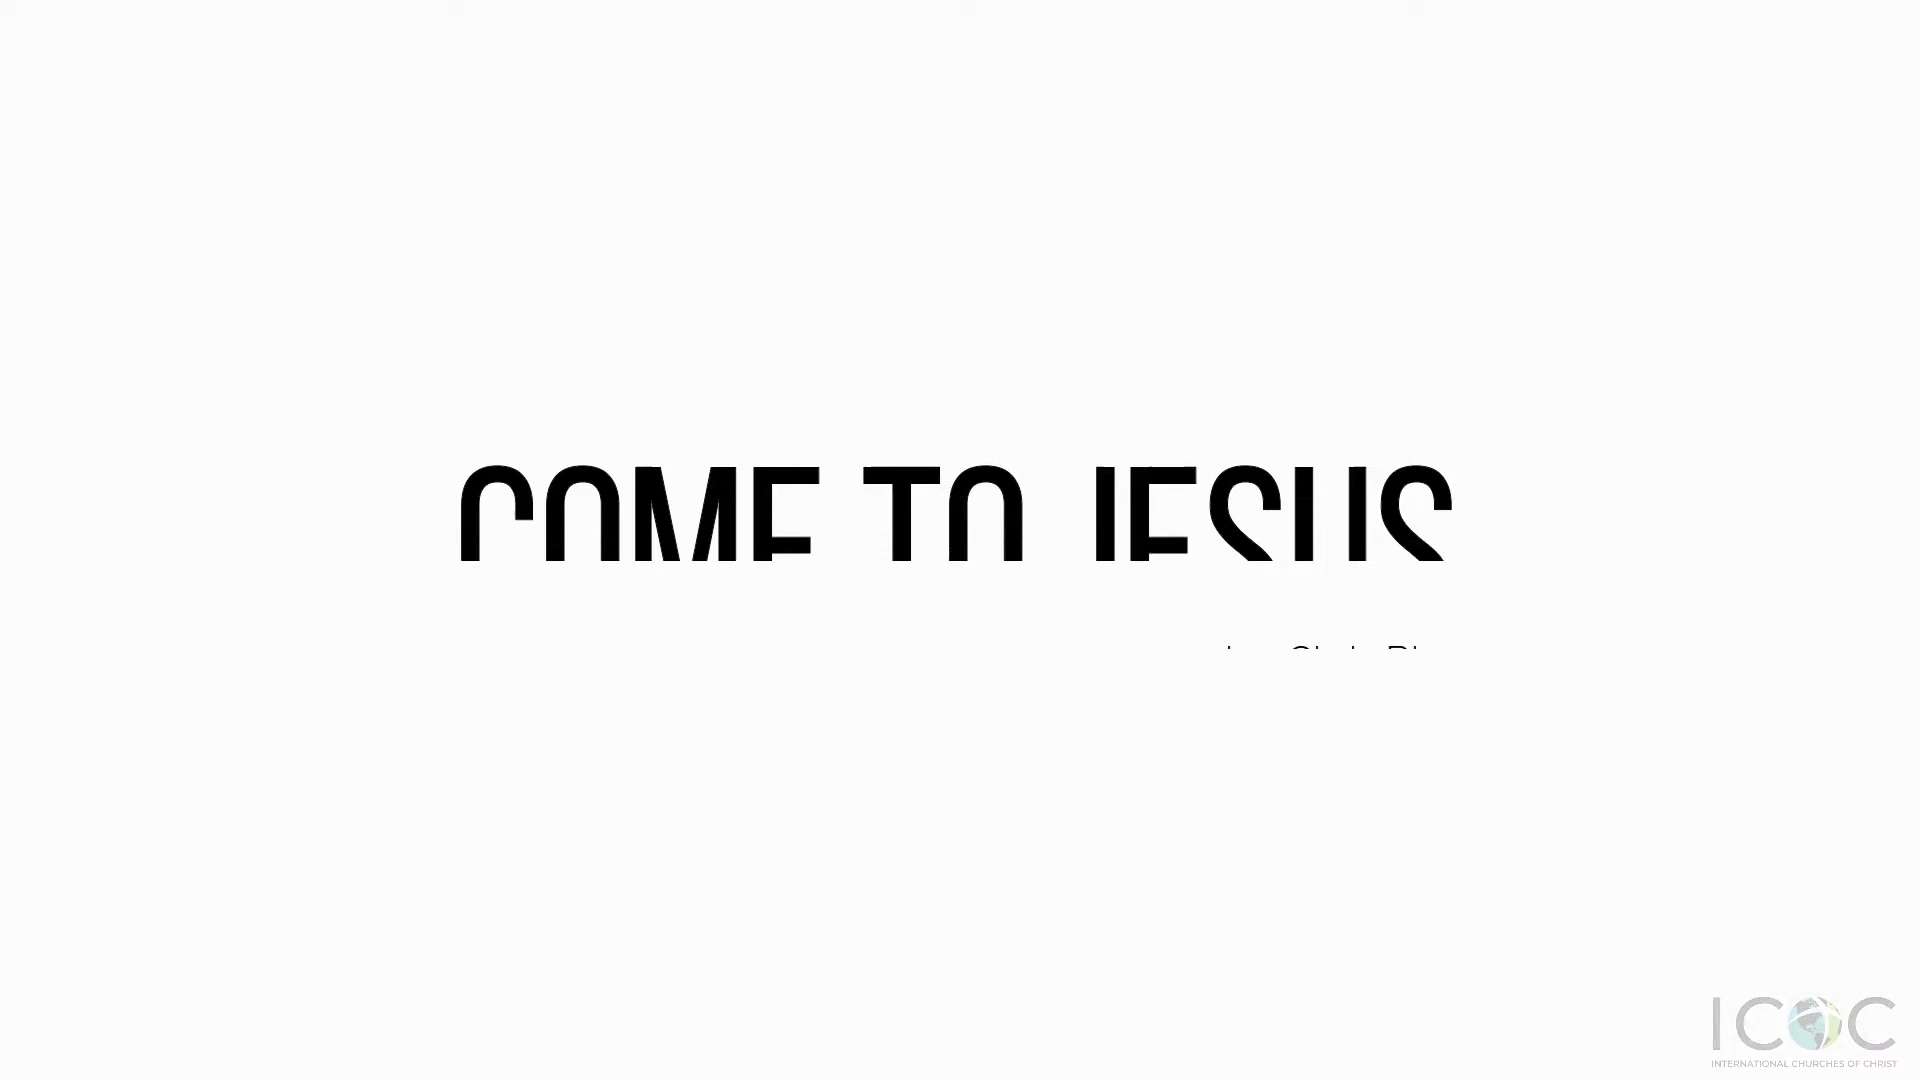 COME TO JESUS
ICOC
INTERNATIONAL CHURCHES OF CHRIST